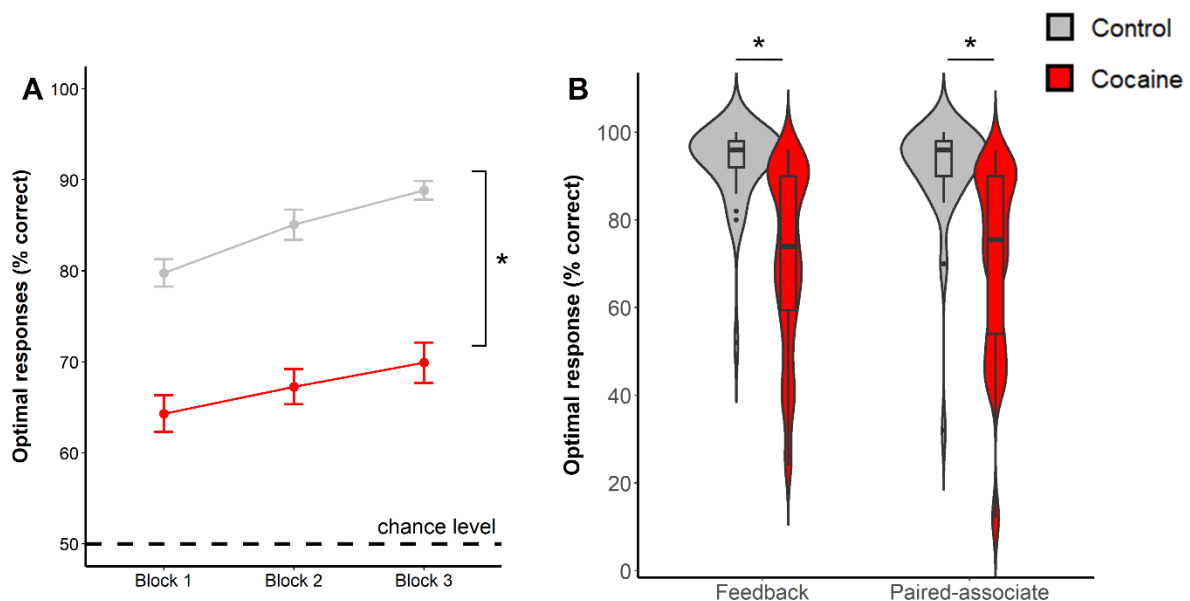 A
Optimal responses (% correct)
100
90
80
70
60
50
*
chance level
Block 1 Block 2 Block 3
B
Control
Cocaine
Optimal response (% correct)
100
80
60
40
20
0
* *
Feedback Paired-associate